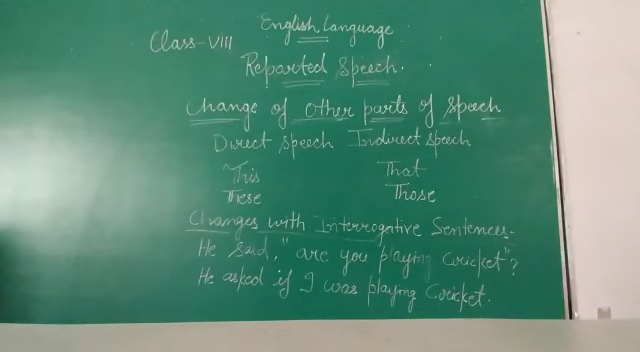 English Language
Class-VIII
Reparted Speech.
Change of Other parts of Speech
Direct speech Indirect speech
This That
These Those
Changes with Interrogative Sentences-
He said, "are you playing Cricket"?
He asked if I was playing Cricket.